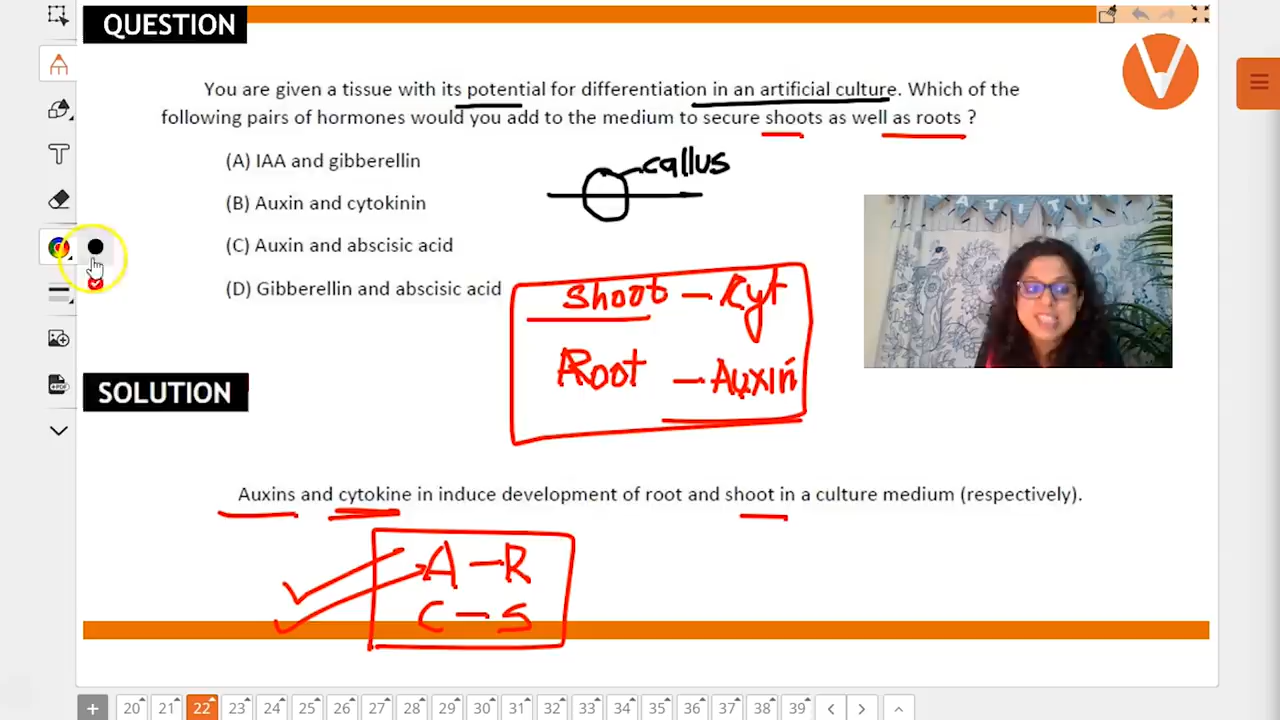 QUESTION
You are given a tissue with its potential for differentiation in an artificial culture. Which of the
following pairs of hormones would you add to the medium to secure shoots as well as roots ?
(A) IAA and gibberellin
callus
(B) Auxin and cytokinin
(C) Auxin and abscisic acid
(D) Gibberellin and abscisic acid
Shoot - Cyt
Root - Auxin
SOLUTION
Auxins and cytokine in induce development of root and shoot in a culture medium (respectively).
A - R
C - S
20 21 22 23 24 25 26 27 28 29 30 31 32 33 34 35 36 37 38 39